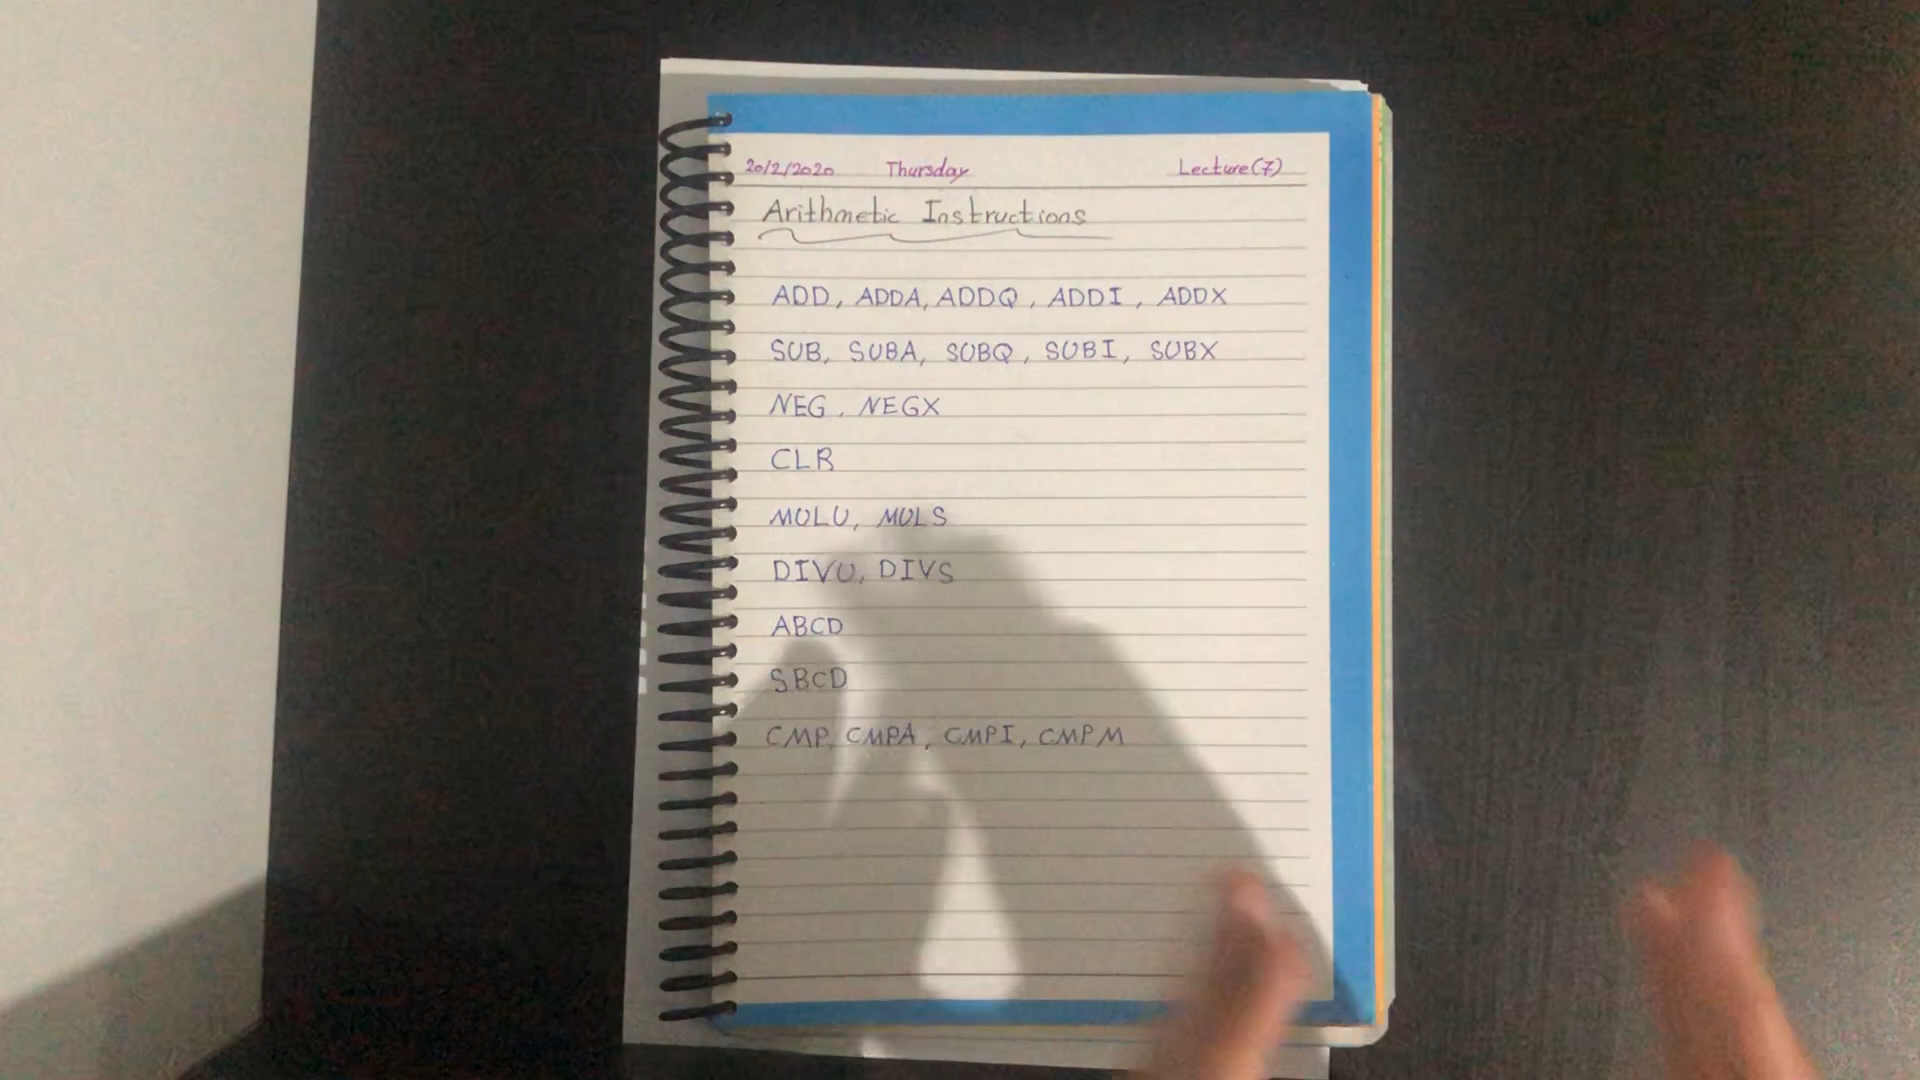 20/2/2020 Thursday Lecture(7)
Arithmetic Instructions
ADD, ADDA, ADDQ, ADDI, ADDX
SUB, SUBA, SUBQ, SUBI, SUBX
NEG, NEGX
CLR
MULU, MULS
DIVU, DIVS
ABCD
SBCD
CMP, CMPA, CMPI, CMPM